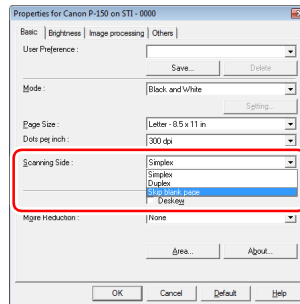 Properties for Canon P-150 on STI - 0000
Basic Brightness Image processing Others
User Preference :
Save... Delete
Mode : Black and White
Setting...
Page Size : Letter - 8.5 x 11 in
Dots per inch : 300 dpi
Scanning Side : Simplex
Simplex
Duplex
Skip blank page
Deskew
More Reduction : None
Area... About...
OK Cancel Default Help